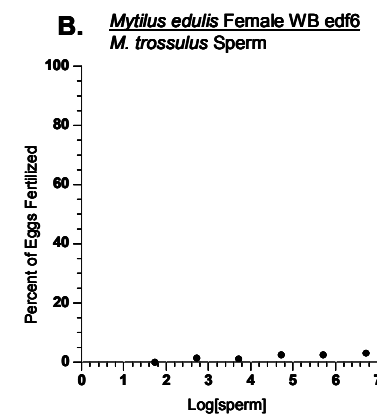 B. Mytilus edulis Female WB edf6
M. trossulus Sperm
100
80
60
40
20
0
Percent of Eggs Fertilized
0 1 2 3 4 5 6 7
Log[sperm]